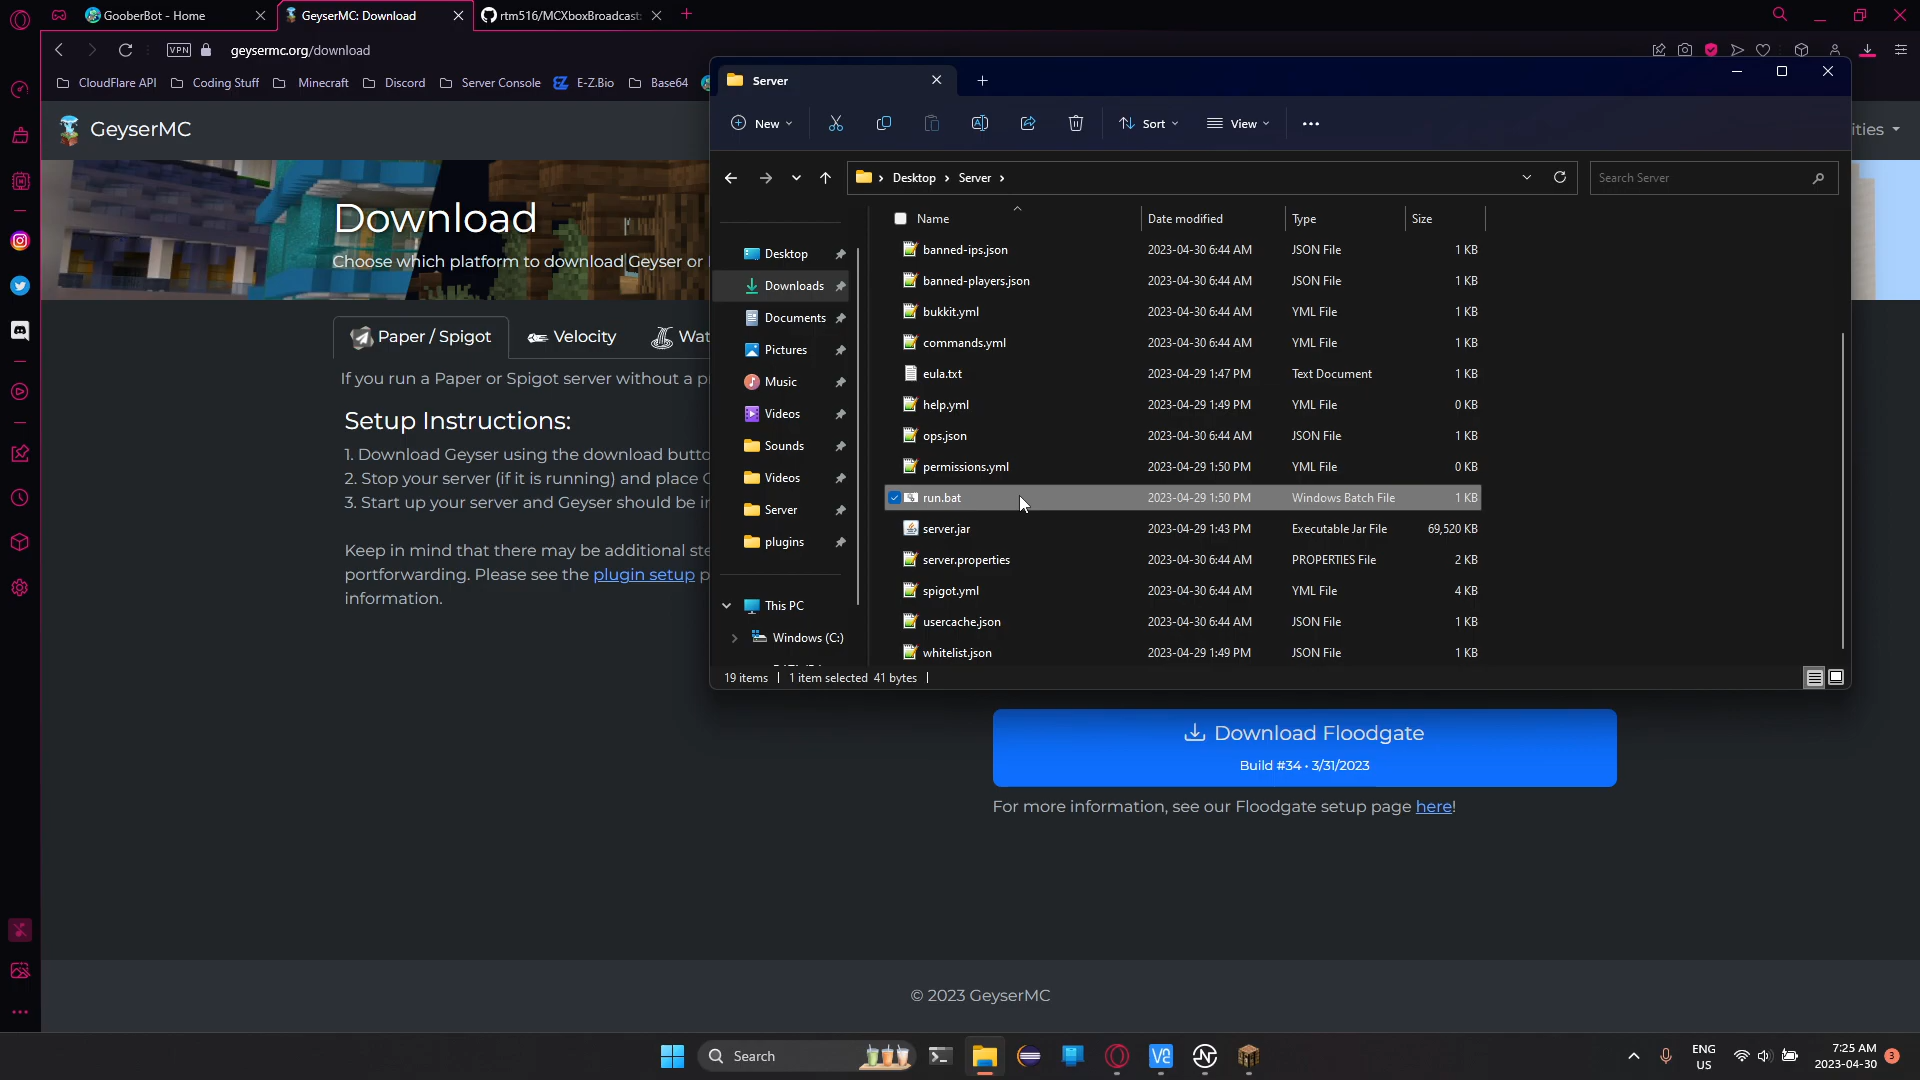 GooberBot - Home
GeyserMC: Download
rtm516/MCXboxBroadcast:
VPN
geysermc.org/download
CloudFlare API
Coding Stuff
Minecraft
Discord
Server Console
E-Z.Bio
Base64
GeyserMC
ities
Download
Choose which platform to download Geyser or
Paper / Spigot
Velocity
Wat
If you run a Paper or Spigot server without a p
Setup Instructions:
1. Download Geyser using the download butto
2. Stop your server (if it is running) and place
3. Start up your server and Geyser should be in
Keep in mind that there may be additional ste
portforwarding. Please see the plugin setup p
information.
Server
New
Sort
View
Desktop
Server
Search Server
Desktop
Downloads
Documents
Pictures
Music
Videos
Sounds
Videos
Server
plugins
This PC
Windows (C:)
Name Date modified Type Size
banned-ips.json 2023-04-30 6:44 AM JSON File 1 KB
banned-players.json 2023-04-30 6:44 AM JSON File 1 KB
bukkit.yml 2023-04-30 6:44 AM YML File 1 KB
commands.yml 2023-04-30 6:44 AM YML File 1 KB
eula.txt 2023-04-29 1:47 PM Text Document 1 KB
help.yml 2023-04-29 1:49 PM YML File 0 KB
ops.json 2023-04-30 6:44 AM JSON File 1 KB
permissions.yml 2023-04-29 1:50 PM YML File 0 KB
run.bat 2023-04-29 1:50 PM Windows Batch File 1 KB
server.jar 2023-04-29 1:43 PM Executable Jar File 69,520 KB
server.properties 2023-04-30 6:44 AM PROPERTIES File 2 KB
spigot.yml 2023-04-30 6:44 AM YML File 4 KB
usercache.json 2023-04-30 6:44 AM JSON File 1 KB
whitelist.json 2023-04-29 1:49 PM JSON File 1 KB
19 items
1 item selected 41 bytes
Download Floodgate
Build #34 • 3/31/2023
For more information, see our Floodgate setup page here!
© 2023 GeyserMC
Search
ENG
US
7:25 AM
2023-04-30
3